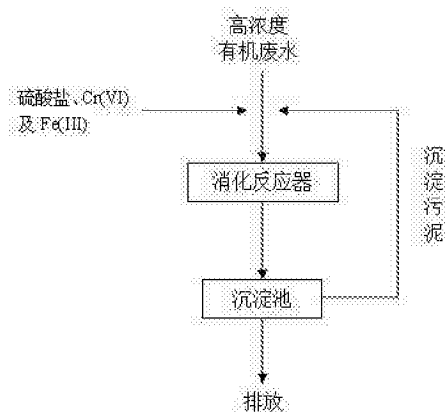 高浓度
有机废水
硫酸盐、Cr(VI)
及Fe(III)
沉
淀
污
泥
消化反应器
沉淀池
排放